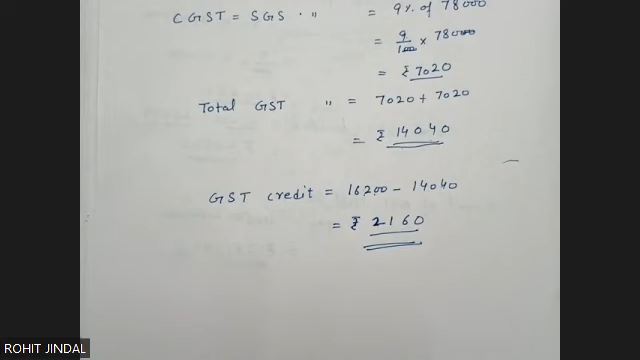 CGST = SGS. " = 9% of 78000
= 9/100 × 78000
= ₹ 7020
Total GST " = 7020 + 7020
= ₹ 14040
GST credit = 16200 - 14040
= ₹ 2160
ROHIT JINDAL